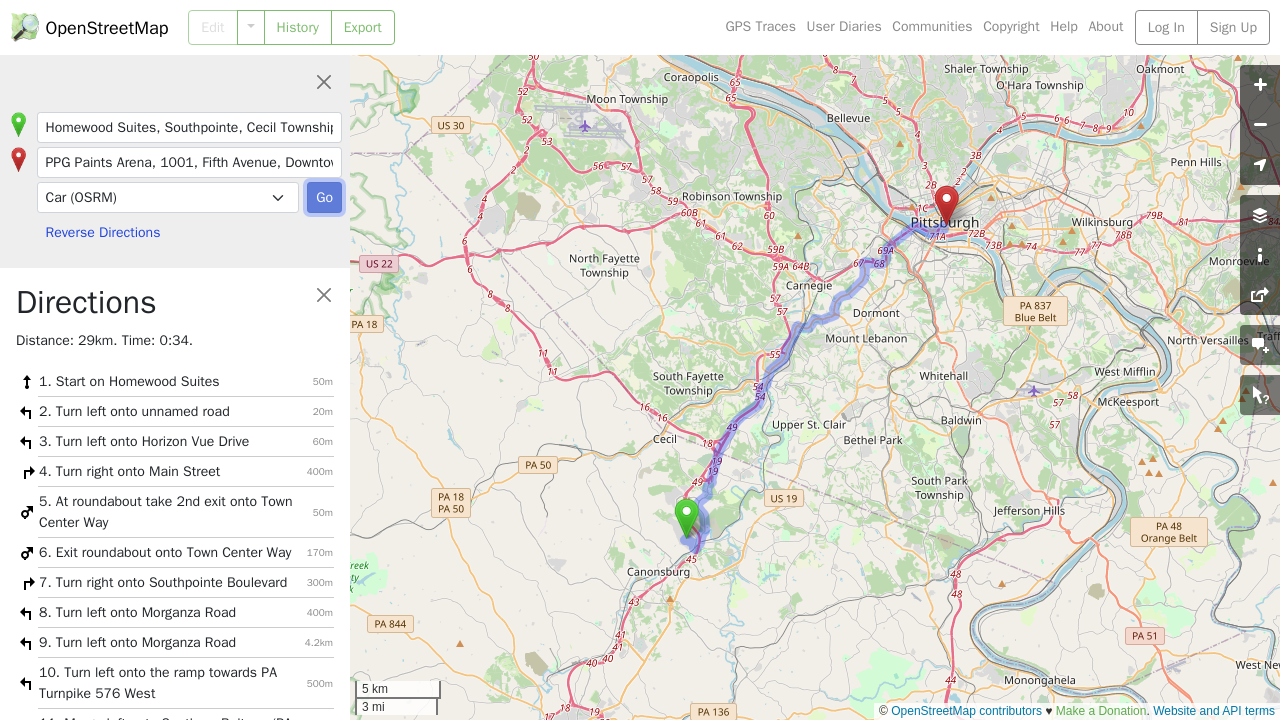 OpenStreetMap
Edit
History
Export
GPS Traces
User Diaries
Communities
Copyright
Help
About
Log In
Sign Up
Homewood Suites, Southpointe, Cecil Township
PPG Paints Arena, 1001, Fifth Avenue, Downtow
Car (OSRM)
Go
Reverse Directions
Directions
Distance: 29km. Time: 0:34.
1. Start on Homewood Suites 50m
2. Turn left onto unnamed road 20m
3. Turn left onto Horizon Vue Drive 60m
4. Turn right onto Main Street 400m
5. At roundabout take 2nd exit onto Town
Center Way 50m
6. Exit roundabout onto Town Center Way 170m
7. Turn right onto Southpointe Boulevard 300m
8. Turn left onto Morganza Road 400m
9. Turn left onto Morganza Road 4.2km
10. Turn left onto the ramp towards PA
Turnpike 576 West 500m
Coraopolis
Shaler Township
Oakmont
O'Hara Township
Moon Township
Bellevue
US 30
Penn Hills
Robinson Township
Pittsburgh
Wilkinsburg
US 22
North Fayette
Township
Monroeville
Carnegie
PA 837
Blue Belt
Dormont
PA 18
Mount Lebanon
North Versailles
South Fayette
Township
Whitehall
West Mifflin
McKeesport
Upper St. Clair
Baldwin
Cecil
Bethel Park
PA 50
PA 18
PA 50
US 19
South Park
Township
Jefferson Hills
PA 48
Orange Belt
Canonsburg
PA 844
PA 51
Monongahela
PA 136
5 km
3 m
© OpenStreetMap contributors ♥ Make a Donation. Website and API terms